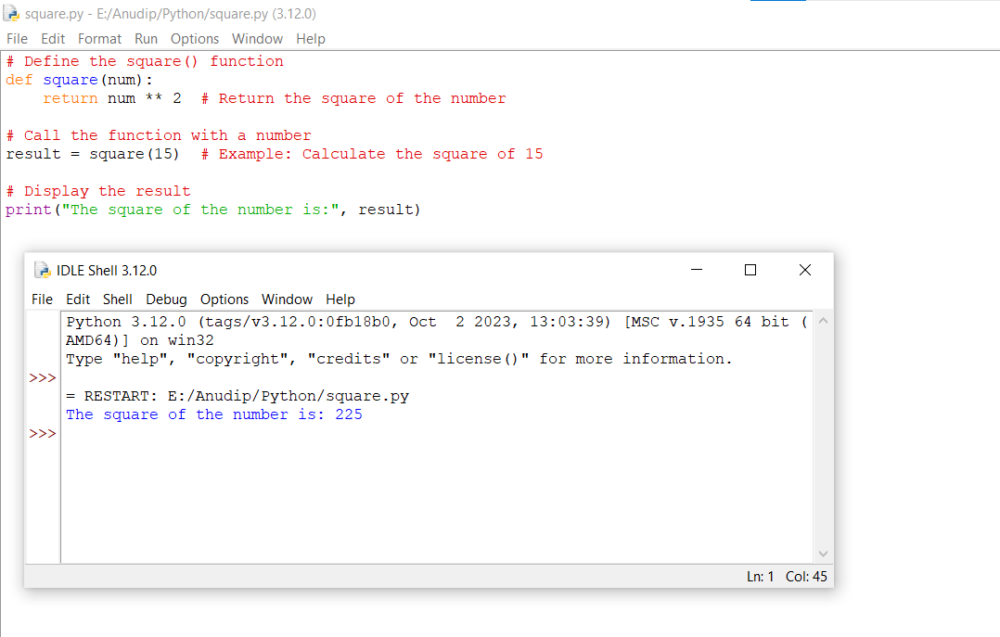 square.py - E:/Anudip/Python/square.py (3.12.0)
File Edit Format Run Options Window Help
# Define the square() function
def square(num):
    return num ** 2  # Return the square of the number

# Call the function with a number
result = square(15)  # Example: Calculate the square of 15

# Display the result
print("The square of the number is:", result)
IDLE Shell 3.12.0
File Edit Shell Debug Options Window Help
Python 3.12.0 (tags/v3.12.0:0fb18b0, Oct  2 2023, 13:03:39) [MSC v.1935 64 bit (
AMD64)] on win32
Type "help", "copyright", "credits" or "license()" for more information.
>>>
= RESTART: E:/Anudip/Python/square.py
The square of the number is: 225
>>>
Ln: 1 Col: 45